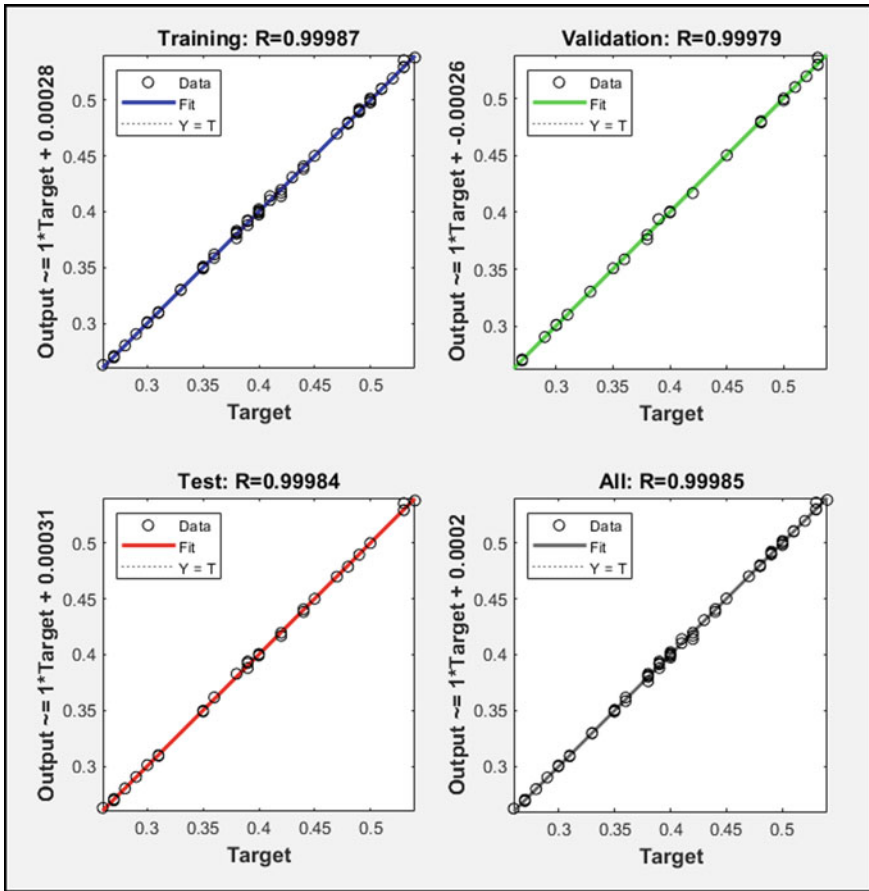 Training: R=0.99987
Output ~= 1*Target + 0.00028
Data
Fit
Y = T
0.5
0.45
0.4
0.35
0.3
0.3
0.35
0.4
0.45
0.5
Target
Validation: R=0.99979
Output ~= 1*Target + -0.00026
Data
Fit
Y = T
0.5
0.45
0.4
0.35
0.3
0.3
0.35
0.4
0.45
0.5
Target
Test: R=0.99984
Output ~= 1*Target + 0.00031
Data
Fit
Y = T
0.5
0.45
0.4
0.35
0.3
0.3
0.35
0.4
0.45
0.5
Target
All: R=0.99985
Output ~= 1*Target + 0.0002
Data
Fit
Y = T
0.5
0.45
0.4
0.35
0.3
0.3
0.35
0.4
0.45
0.5
Target